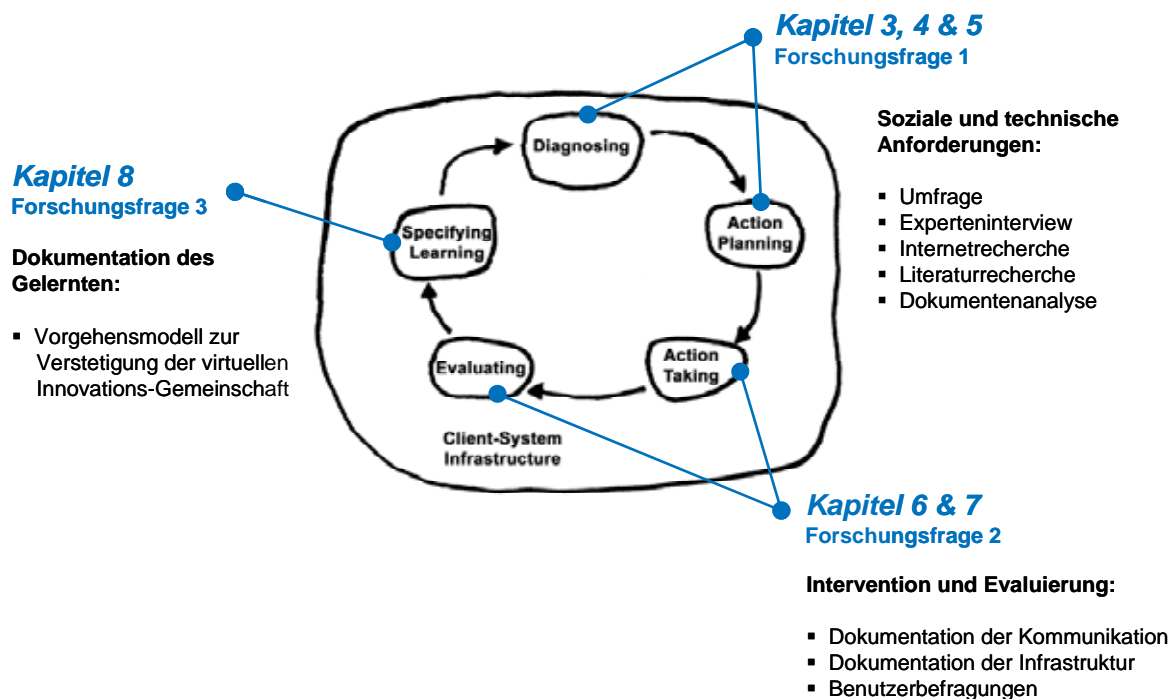 Kapitel 3, 4 & 5
Forschungsfrage 1
Soziale und technische
Anforderungen:
▪ Umfrage
▪ Experteninterview
▪ Internetrecherche
▪ Literaturrecherche
▪ Dokumentenanalyse
Kapitel 8
Forschungsfrage 3
Dokumentation des
Gelernten:
▪ Vorgehensmodell zur
Verstetigung der virtuellen
Innovations-Gemeinschaft
Diagnosing
Action
Planning
Action
Taking
Evaluating
Specifying
Learning
Client-System
Infrastructure
Kapitel 6 & 7
Forschungsfrage 2
Intervention und Evaluierung:
▪ Dokumentation der Kommunikation
▪ Dokumentation der Infrastruktur
▪ Benutzerbefragungen